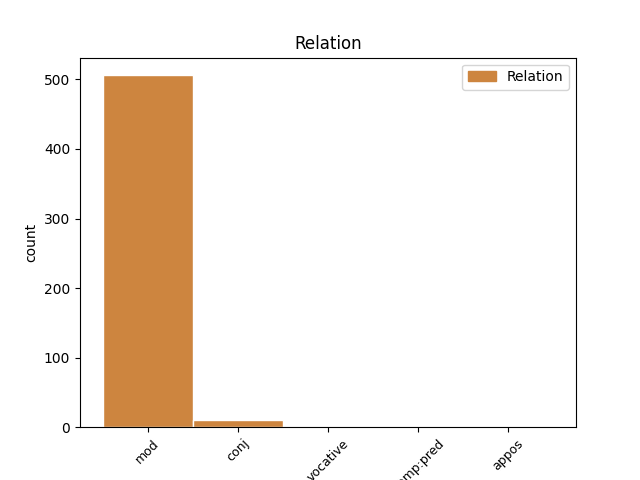 Relation
Relation
count
500
400
300
200
100
0
mod
conj
vocative
appos